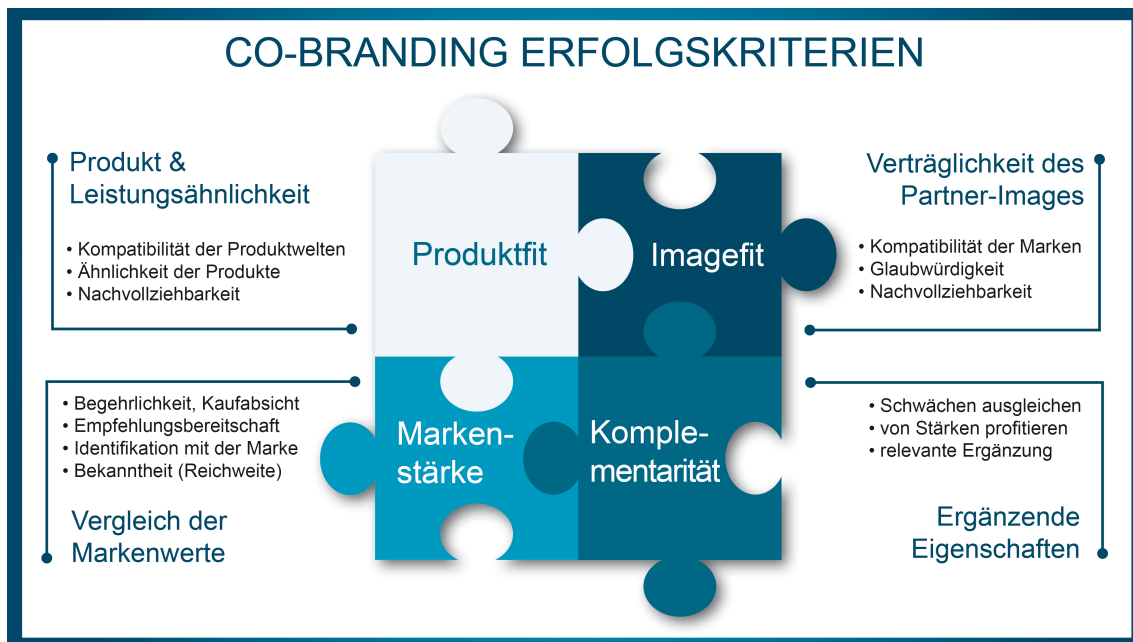 CO-BRANDING ERFOLGSKRITERIEN
Produkt &
Leistungsähnlichkeit
• Kompatibilität der Produktwelten
• Ähnlichkeit der Produkte
• Nachvollziehbarkeit
Produktfit
Imagefit
Verträglichkeit des
Partner-Images
• Kompatibilität der Marken
• Glaubwürdigkeit
• Nachvollziehbarkeit
• Begehrlichkeit, Kaufabsicht
• Empfehlungsbereitschaft
• Identifikation mit der Marke
• Bekanntheit (Reichweite)
Vergleich der
Markenwerte
Marken-
stärke
Komple-
mentarität
• Schwächen ausgleichen
• von Stärken profitieren
• relevante Ergänzung
Ergänzende
Eigenschaften